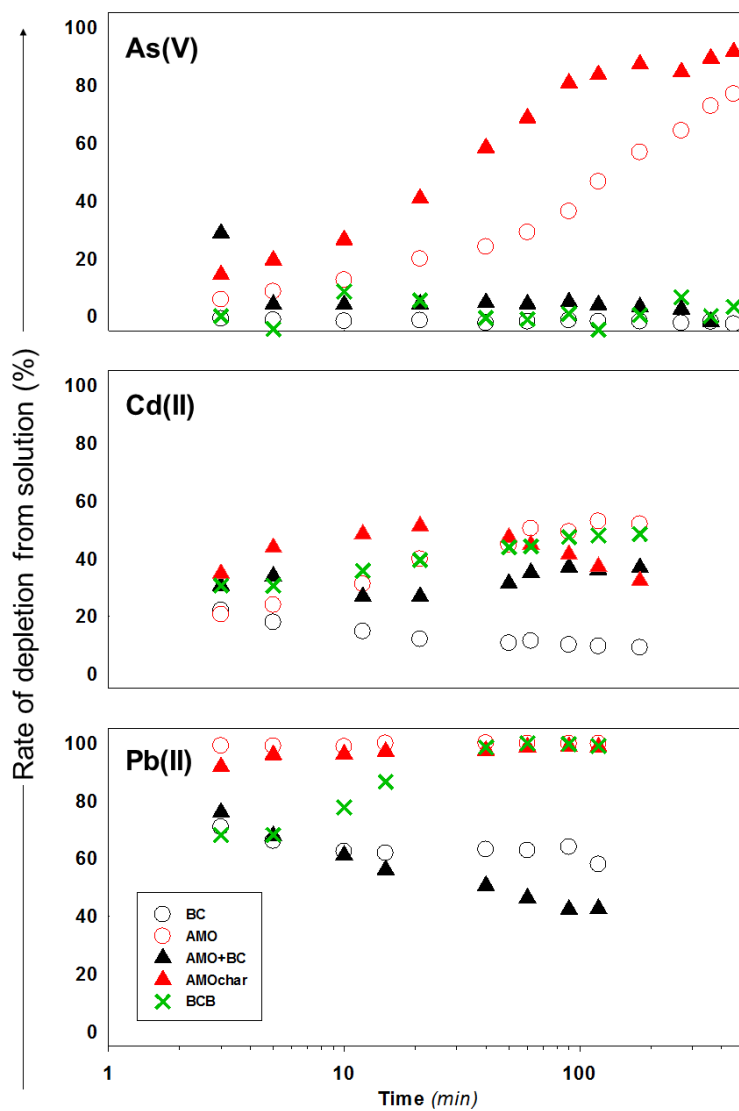 Rate of depletion from solution (%)
As(V)
100
80
60
40
20
0
Cd(II)
100
80
60
40
20
0
Pb(II)
100
80
60
40
20
0
BC
AMO
AMO+BC
AMOchar
BCB
1
10
100
Time (min)